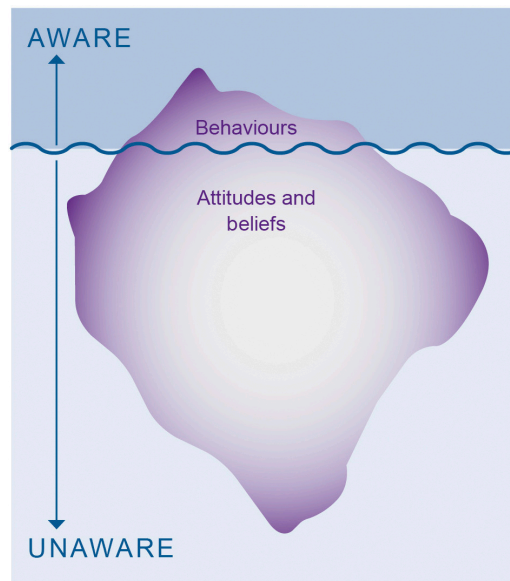 AWARE
Behaviours
Attitudes and
beliefs
UNAWARE